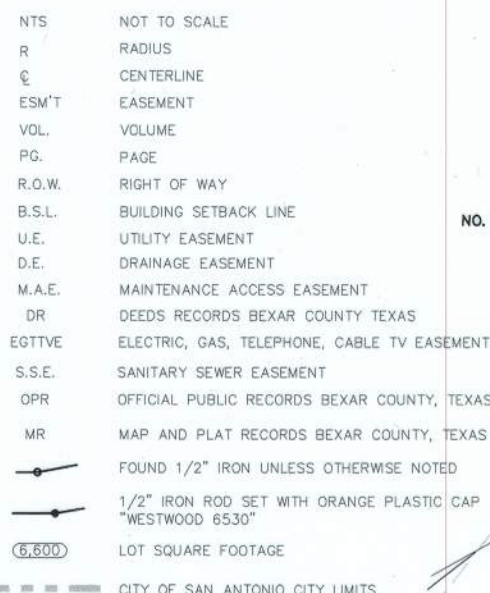 NTS NOT TO SCALE
R RADIUS
℄ CENTERLINE
ESM'T EASEMENT
VOL. VOLUME
PG. PAGE
R.O.W. RIGHT OF WAY
B.S.L. BUILDING SETBACK LINE
NO.
U.E. UTILITY EASEMENT
D.E. DRAINAGE EASEMENT
M.A.E. MAINTENANCE ACCESS EASEMENT
DR DEEDS RECORDS BEXAR COUNTY TEXAS
EGTTVE ELECTRIC, GAS, TELEPHONE, CABLE TV EASEMENT
S.S.E. SANITARY SEWER EASEMENT
OPR OFFICIAL PUBLIC RECORDS BEXAR COUNTY, TEXAS
MR MAP AND PLAT RECORDS BEXAR COUNTY, TEXAS
FOUND 1/2" IRON UNLESS OTHERWISE NOTED
1/2" IRON ROD SET WITH ORANGE PLASTIC CAP
"WESTWOOD 6530"
6,600 LOT SQUARE FOOTAGE
CITY OF SAN ANTONIO CITY LIMITS